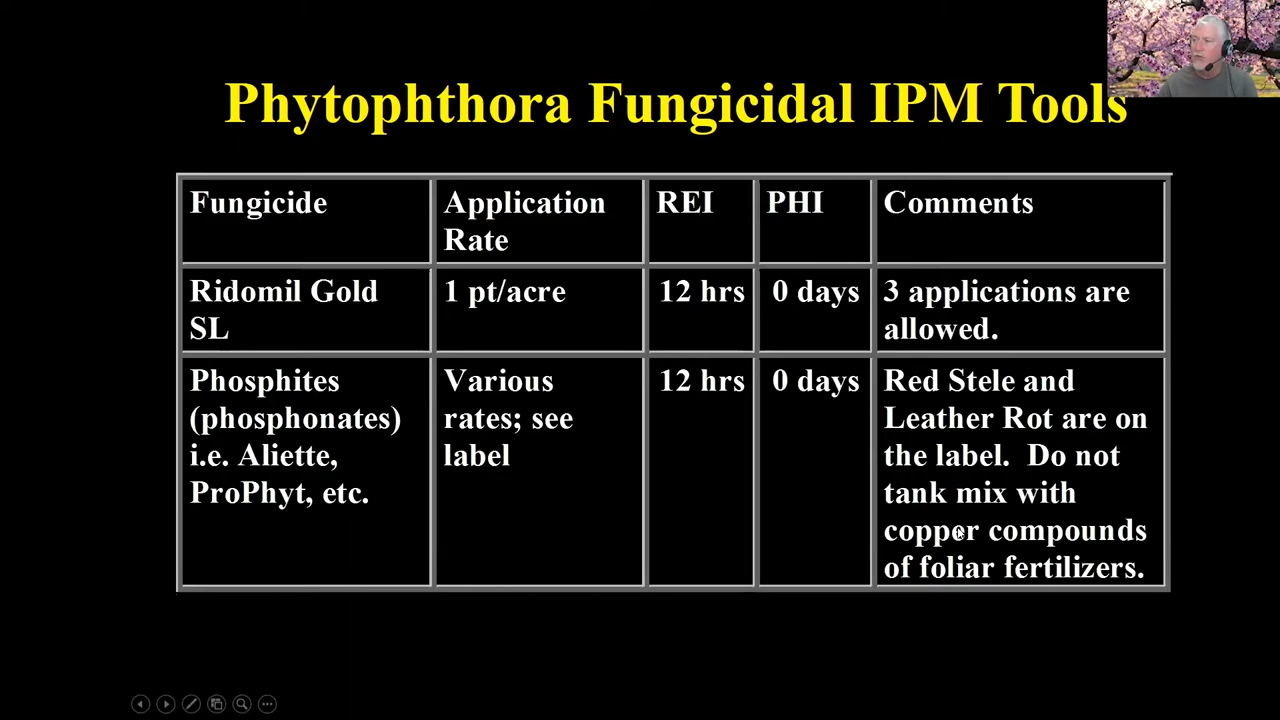 Phytophthora Fungicidal IPM Tools
Fungicide
Application
Rate
REI
PHI
Comments
Ridomil Gold
SL
1 pt/acre
12 hrs
0 days
3 applications are
allowed.
Phosphites
(phosphonates)
i.e. Aliette,
ProPhyt, etc.
Various
rates; see
label
12 hrs
0 days
Red Stele and
Leather Rot are on
the label.  Do not
tank mix with
copper compounds
of foliar fertilizers.